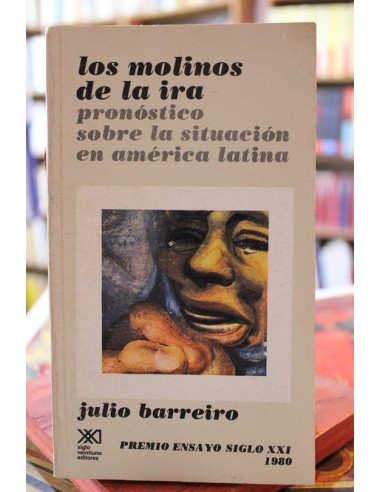 los molinos
de la ira
pronóstico
sobre la situación
en américa latina
julio barreiro
siglo
veintiuno
editores
PREMIO ENSAYO SIGLO XXI
1980